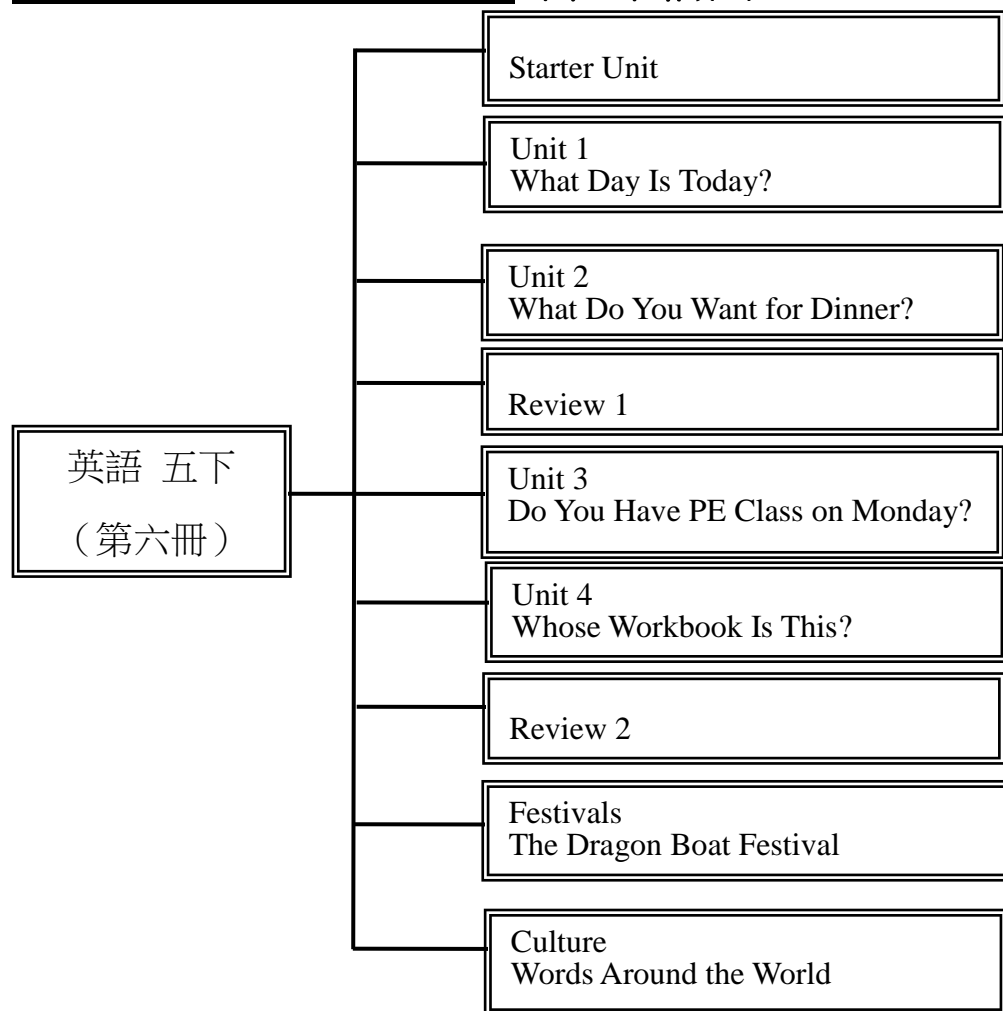 Starter Unit
Unit 1
What Day Is Today?
Unit 2
What Do You Want for Dinner?
Review 1
英語 五下
（第六冊）
Unit 3
Do You Have PE Class on Monday?
Unit 4
Whose Workbook Is This?
Review 2
Festivals
The Dragon Boat Festival
Culture
Words Around the World